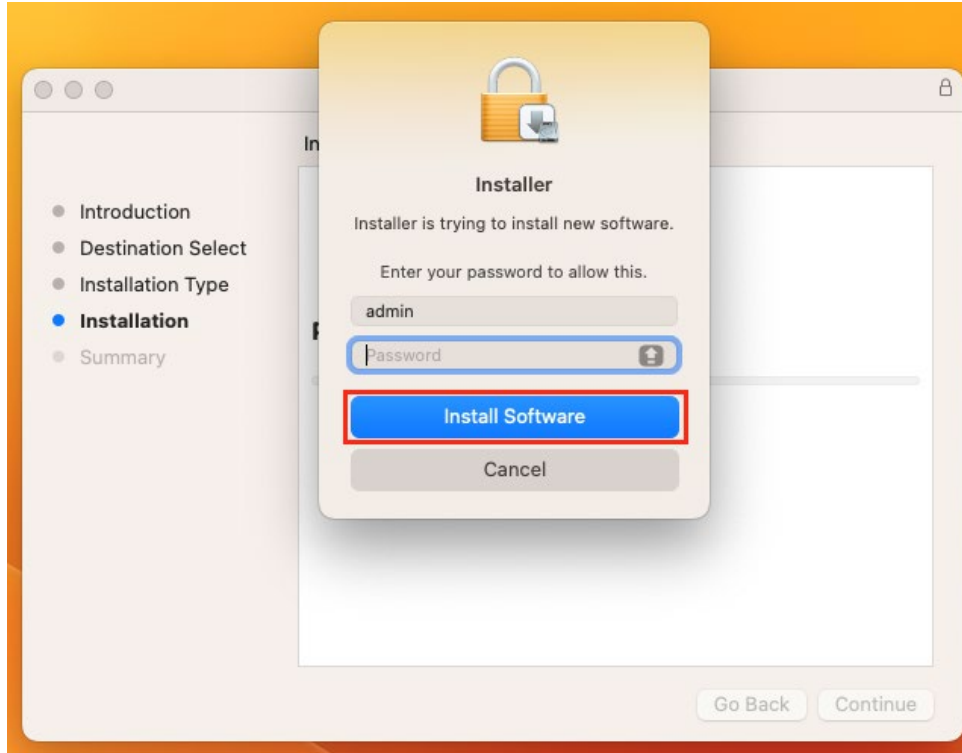 In
Introduction
Destination Select
Installation Type
Installation
Summary
Installer
Installer is trying to install new software.
Enter your password to allow this.
admin
Password
Install Software
Cancel
Go Back
Continue